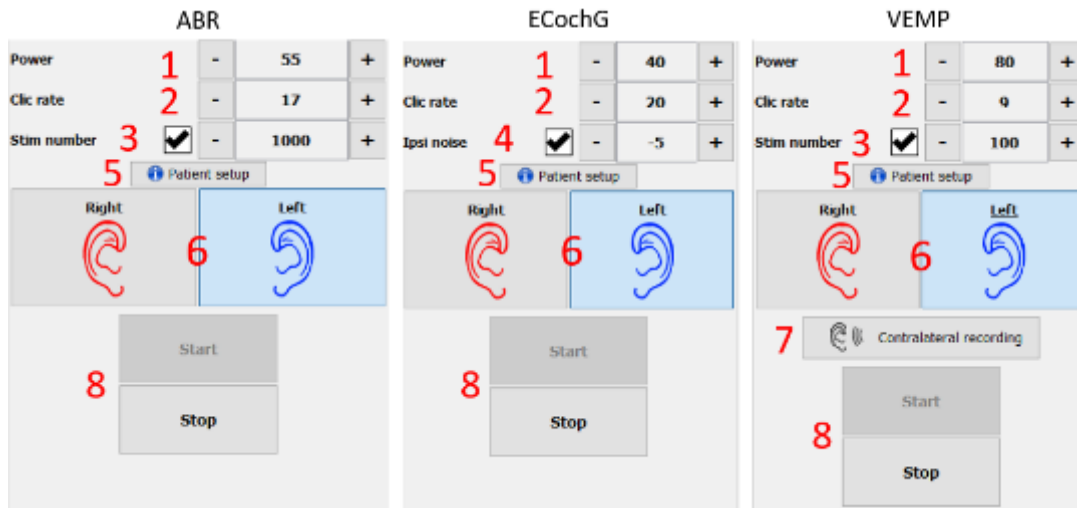 ABR
ECochG
VEMP
Power 1 - 55 +
Clic rate 2 - 17 +
Stim number 3 - 1000 +
5 Patient setup
Right 6 Left
Start
8
Stop
Power 1 - 40 +
Clic rate 2 - 20 +
Ipsi noise 4 - -5 +
5 Patient setup
Right 6 Left
Start
8
Stop
Power 1 - 80 +
Clic rate 2 - 9 +
Stim number 3 - 100 +
5 Patient setup
Right 6 Left
7 Contralateral recording
Start
8
Stop